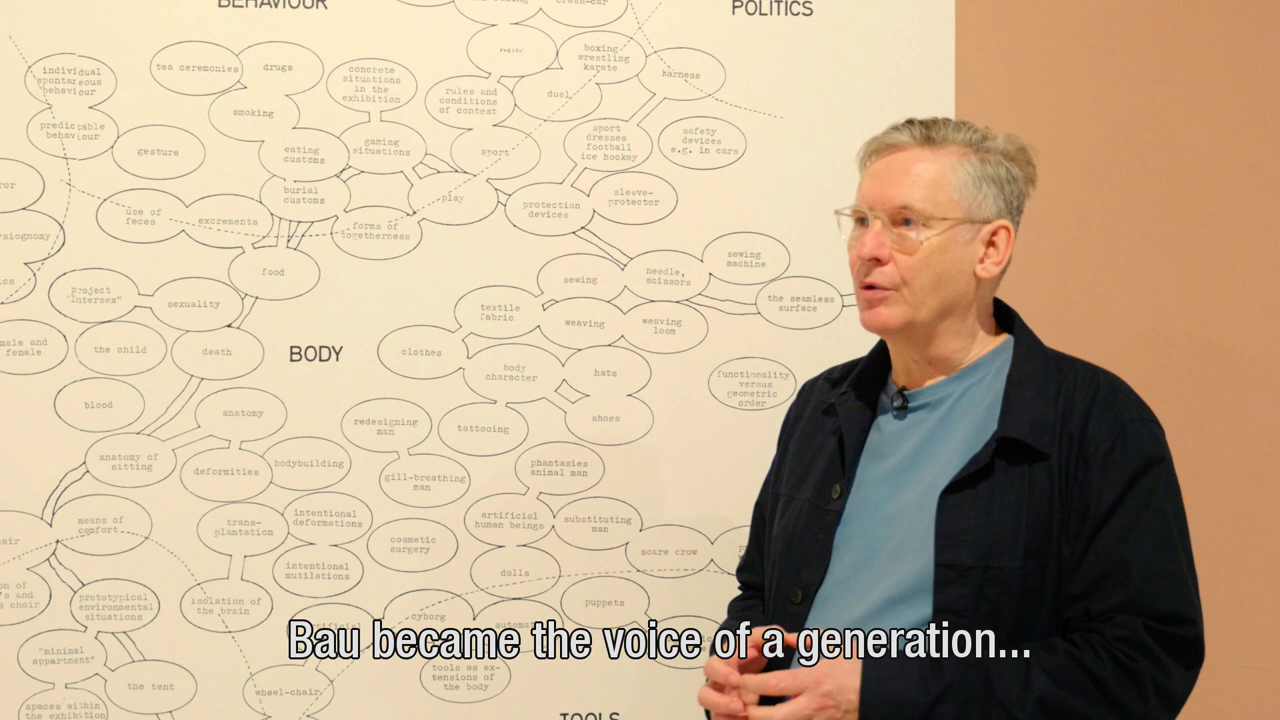 BEHAVIOUR
POLITICS
individual
spontaneous
behaviour
tea ceremonies
drugs
concrete
situations
in the
exhibition
rules and
conditions
of contest
boxing
wrestling
karate
harness
duel
smoking
predictable
behaviour
gesture
eating
customs
gaming
situations
sport
sport
dresses
football
ice hockey
safety
devices
e.g. in cars
burial
customs
play
protection
devices
sleeve-
protector
use of
feces
excrements
forms of
togetherness
food
sewing
needle,
scissors
sewing
machine
the seamless
surface
project
"intersex"
sexuality
textile
fabric
weaving
weaving
loom
male and
female
the child
death
BODY
clothes
body
character
hats
functionality
versus
geometric
order
blood
anatomy
redesigning
man
tattooing
shoes
anatomy of
sitting
deformities
bodybuilding
gill-breathing
man
phantasies
animal man
means of
comfort
trans-
plantation
intentional
deformations
cosmetic
surgery
artificial
human beings
substituting
man
scare crow
intentional
mutilations
dolls
prototypical
environmental
situations
isolation of
the brain
cyborg
puppets
Bau became the voice of a generation...
"minimal
appartment"
the tent
wheel-chair
tools as ex-
tensions of
the body
spaces within
the exhibition
TOOLS